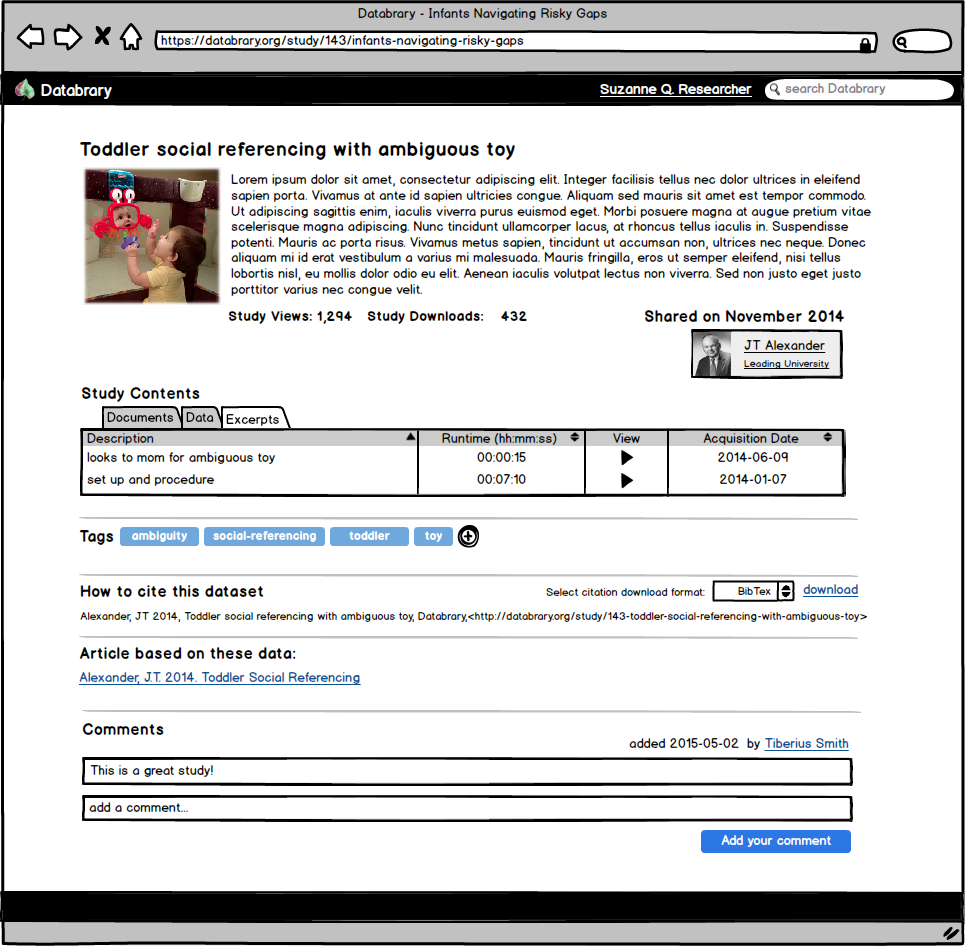 Databrary - Infants Navigating Risky Gaps
https://databrary.org/study/143/infants-navigating-risky-gaps
Databrary
Suzanne Q. Researcher
search Databrary
Toddler social referencing with ambiguous toy
Lorem ipsum dolor sit amet, consectetur adipiscing elit. Integer facilisis tellus nec dolor ultrices in eleifend
sapien porta. Vivamus at ante id sapien ultricies congue. Aliquam sed mauris sit amet est tempor commodo.
Ut adipiscing sagittis enim, iaculis viverra purus euismod eget. Morbi posuere magna at augue pretium vitae
scelerisque magna adipiscing. Nunc tincidunt ullamcorper lacus, at rhoncus tellus iaculis in. Suspendisse
potenti. Mauris ac porta risus. Vivamus metus sapien, tincidunt ut accumsan non, ultrices nec neque. Donec
aliquam mi id erat vestibulum a varius mi malesuada. Mauris fringilla, eros ut semper eleifend, nisi tellus
lobortis nisl, eu mollis dolor odio eu elit. Aenean iaculis volutpat lectus non viverra. Sed non justo eget justo
porttitor varius nec congue velit.
Study Views: 1,294 Study Downloads: 432
Shared on November 2014
JT Alexander
Leading University
Study Contents
Documents Data Excerpts
Description Runtime (hh:mm:ss) View Acquisition Date
looks to mom for ambiguous toy 00:00:15 2014-06-09
set up and procedure 00:07:10 2014-01-07
Tags ambiguity social-referencing toddler toy
How to cite this dataset
Select citation download format: BibTex download
Alexander, JT 2014, Toddler social referencing with ambiguous toy, Databrary,<http://databrary.org/study/143-toddler-social-referencing-with-ambiguous-toy>
Article based on these data:
Alexander, J.T. 2014. Toddler Social Referencing
Comments
added 2015-05-02 by Tiberius Smith
This is a great study!
add a comment...
Add your comment